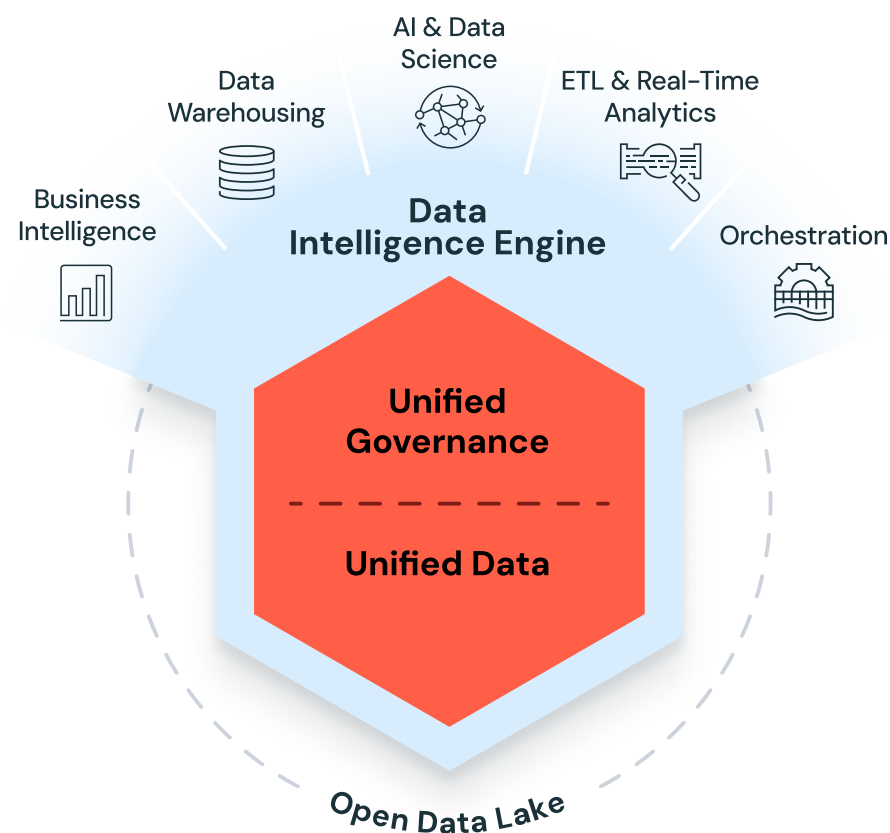 AI & Data
Science
Data
Warehousing
ETL & Real-Time
Analytics
Business
Intelligence
Orchestration
Data
Intelligence Engine
Unified
Governance
Unified Data
Open Data Lake